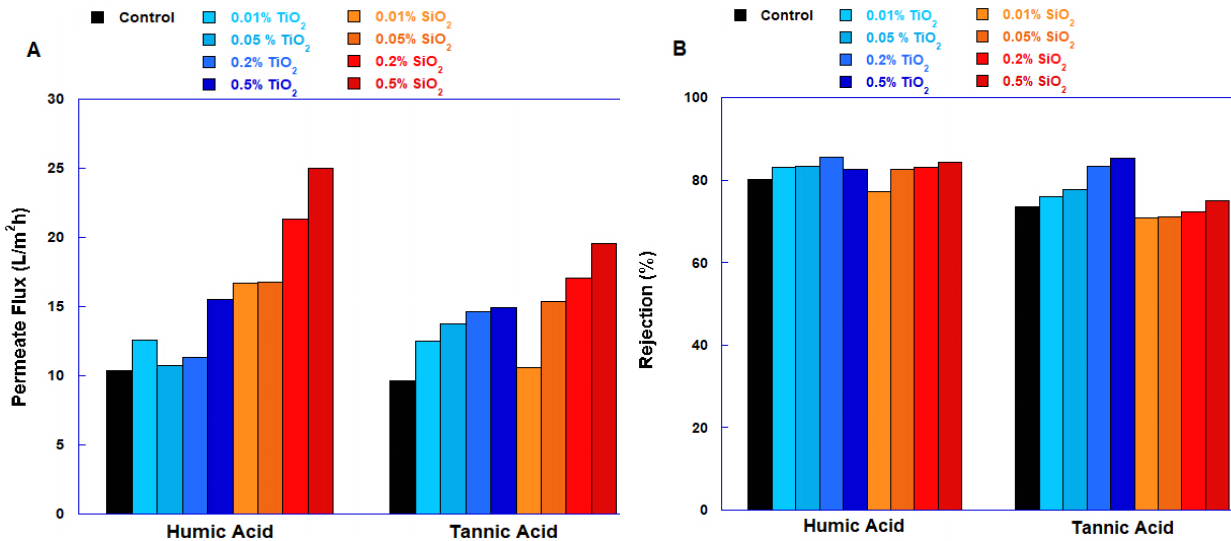 A
Control
0.01% TiO2
0.05 % TiO2
0.2% TiO2
0.5% TiO2
0.01% SiO2
0.05% SiO2
0.2% SiO2
0.5% SiO2
Permeate Flux (L/m²h)
30
25
20
15
10
5
0
Humic Acid
Tannic Acid
B
Control
0.01% TiO2
0.05 % TiO2
0.2% TiO2
0.5% TiO2
0.01% SiO2
0.05% SiO2
0.2% SiO2
0.5% SiO2
Rejection (%)
100
80
60
40
20
0
Humic Acid
Tannic Acid